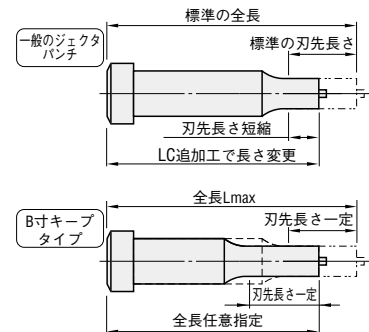 標準の全長
一般のジェクタ
パンチ
標準の刃先長さ
刃先長さ短縮
LC追加工で長さ変更
全長Lmax
B寸キープ
タイプ
刃先長さ一定
刃先長さ一定
全長任意指定